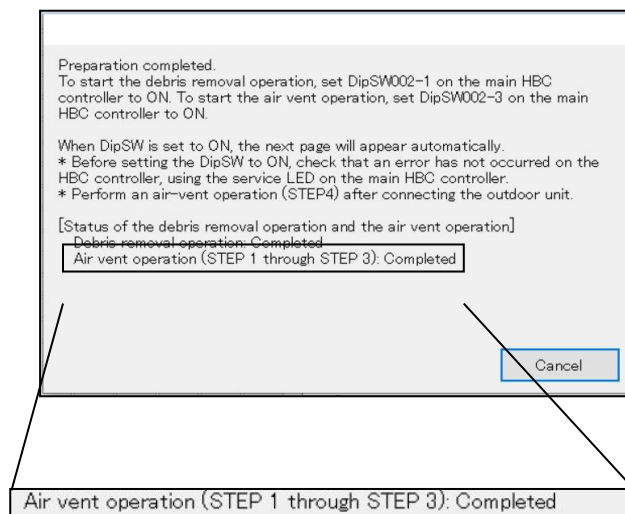 Preparation completed.
To start the debris removal operation, set DipSW002-1 on the main HBC
controller to ON. To start the air vent operation, set DipSW002-3 on the main
HBC controller to ON.
When DipSW is set to ON, the next page will appear automatically.
* Before setting the DipSW to ON, check that an error has not occurred on the
HBC controller, using the service LED on the main HBC controller.
* Perform an air-vent operation (STEP4) after connecting the outdoor unit.
[Status of the debris removal operation and the air vent operation]
Debris removal operation: Completed
Air vent operation (STEP 1 through STEP 3): Completed
Cancel
Air vent operation (STEP 1 through STEP 3): Completed